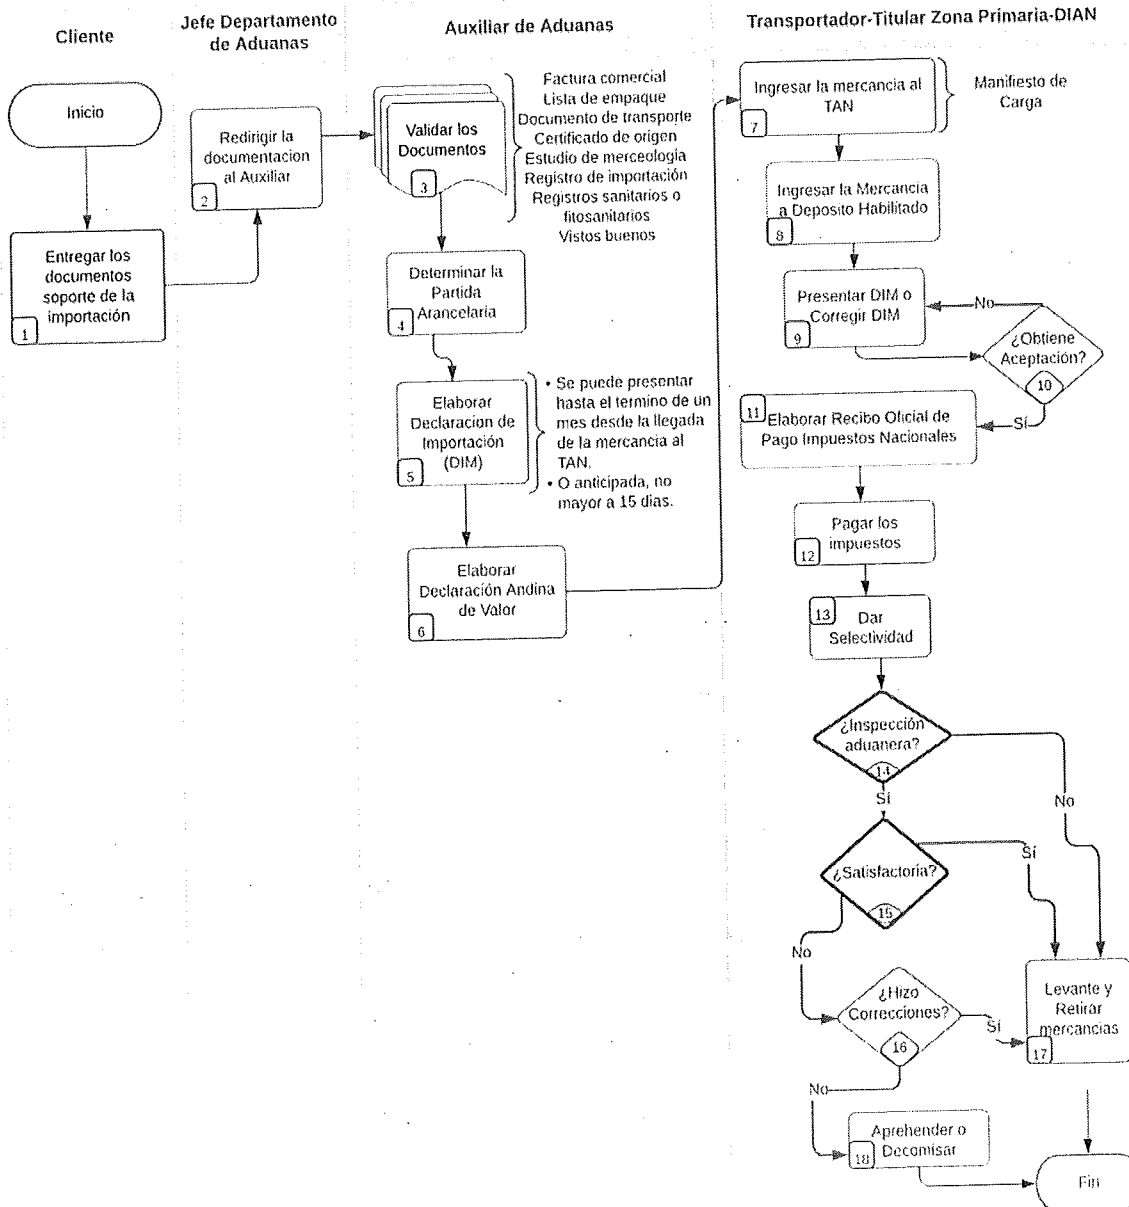 Cliente
Jefe Departamento
de Aduanas
Auxiliar de Aduanas
Transportador-Titular Zona Primaria-DIAN
Inicio
Entregar los
documentos
soporte de la
importación
1
Redirigir la
documentacion
al Auxiliar
2
Validar los
Documentos
3
Factura comercial
Lista de empaque
Documento de transporte
Certificado de origen
Estudio de merceologia
Registro de importación
Registros sanitarios o
fitosanitarios
Vistos buenos
Determinar la
Partida
Arancelaria
4
Elaborar
Declaracion de
Importación
(DIM)
5
• Se puede presentar
hasta el termino de un
mes desde la llegada
de la mercancia al
TAN.
• O anticipada, no
mayor a 15 dias.
Elaborar
Declaración Andina
de Valor
6
Ingresar la mercancia al
TAN
7
Manifiesto de
Carga
Ingresar la Mercancia
a Deposito Habilitado
8
Presentar DIM o
Corregir DIM
9
No
¿Obtiene
Aceptación?
10
Sí
11
Elaborar Recibo Oficial de
Pago Impuestos Nacionales
Pagar los
impuestos
12
13
Dar
Selectividad
¿Inspección
aduanera?
14
Sí
No
¿Satisfactoria?
15
Sí
No
¿Hizo
Correcciones?
16
Sí
No
Levante y
Retirar
mercancias
17
Aprehender o
Decomisar
18
Fin